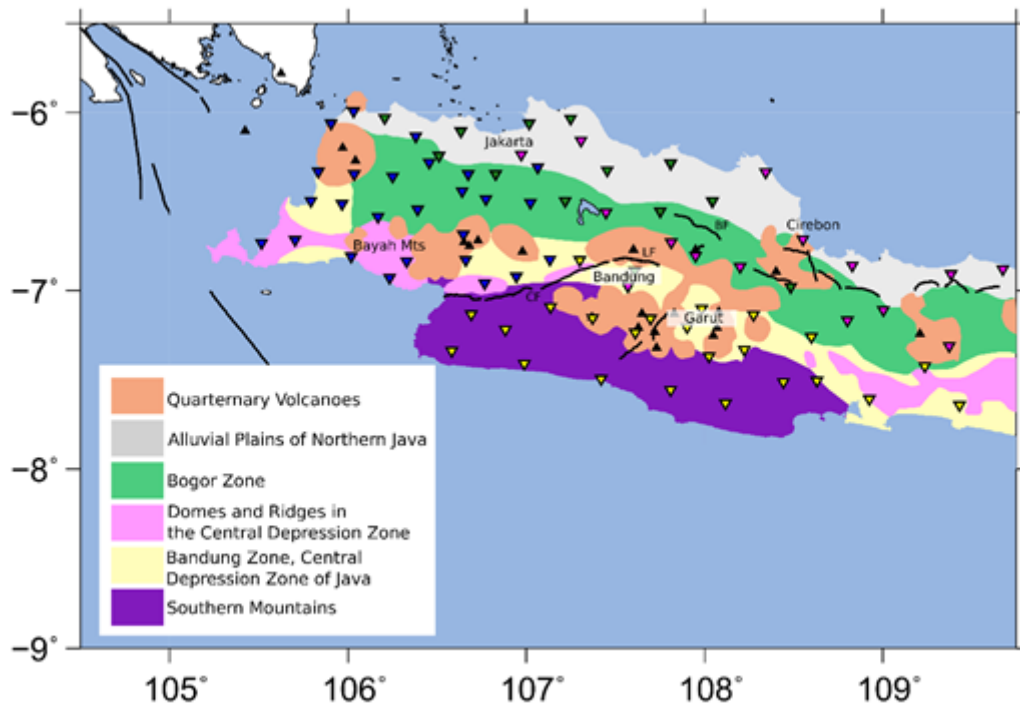 −6°
Jakarta
Cirebon
BF
Bayah Mts
LF
−7°
Bandung
CF
Garut
Quarternary Volcanoes
Alluvial Plains of Northern Java
−8°
Bogor Zone
Domes and Ridges in
the Central Depression Zone
Bandung Zone, Central
Depression Zone of Java
Southern Mountains
−9°
105° 106° 107° 108° 109°